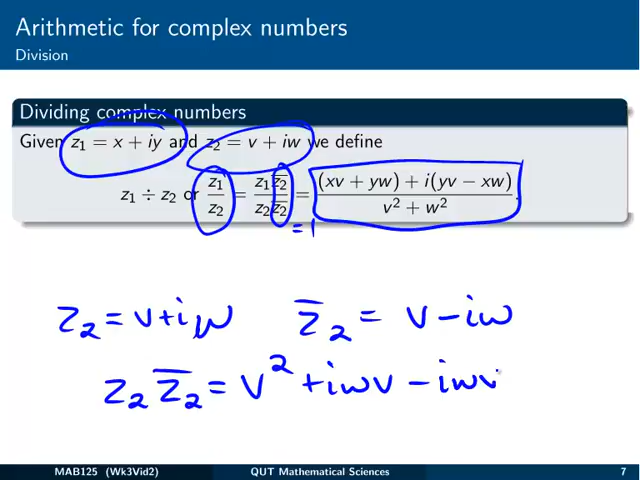 Arithmetic for complex numbers
Division
Dividing complex numbers
Given z₁ = x + iy and z₂ = v + iw we define
z₁ ÷ z₂ or z₁/z₂ = z₁z̅₂/z₂z̅₂ = (xv + yw) + i(yv − xw)/v² + w².
= 1
z₂ = v+iw z̅₂ = v − iw
z₂ z̅₂ = v² + iwv − iwv
MAB125 (Wk3Vid2) QUT Mathematical Sciences 7